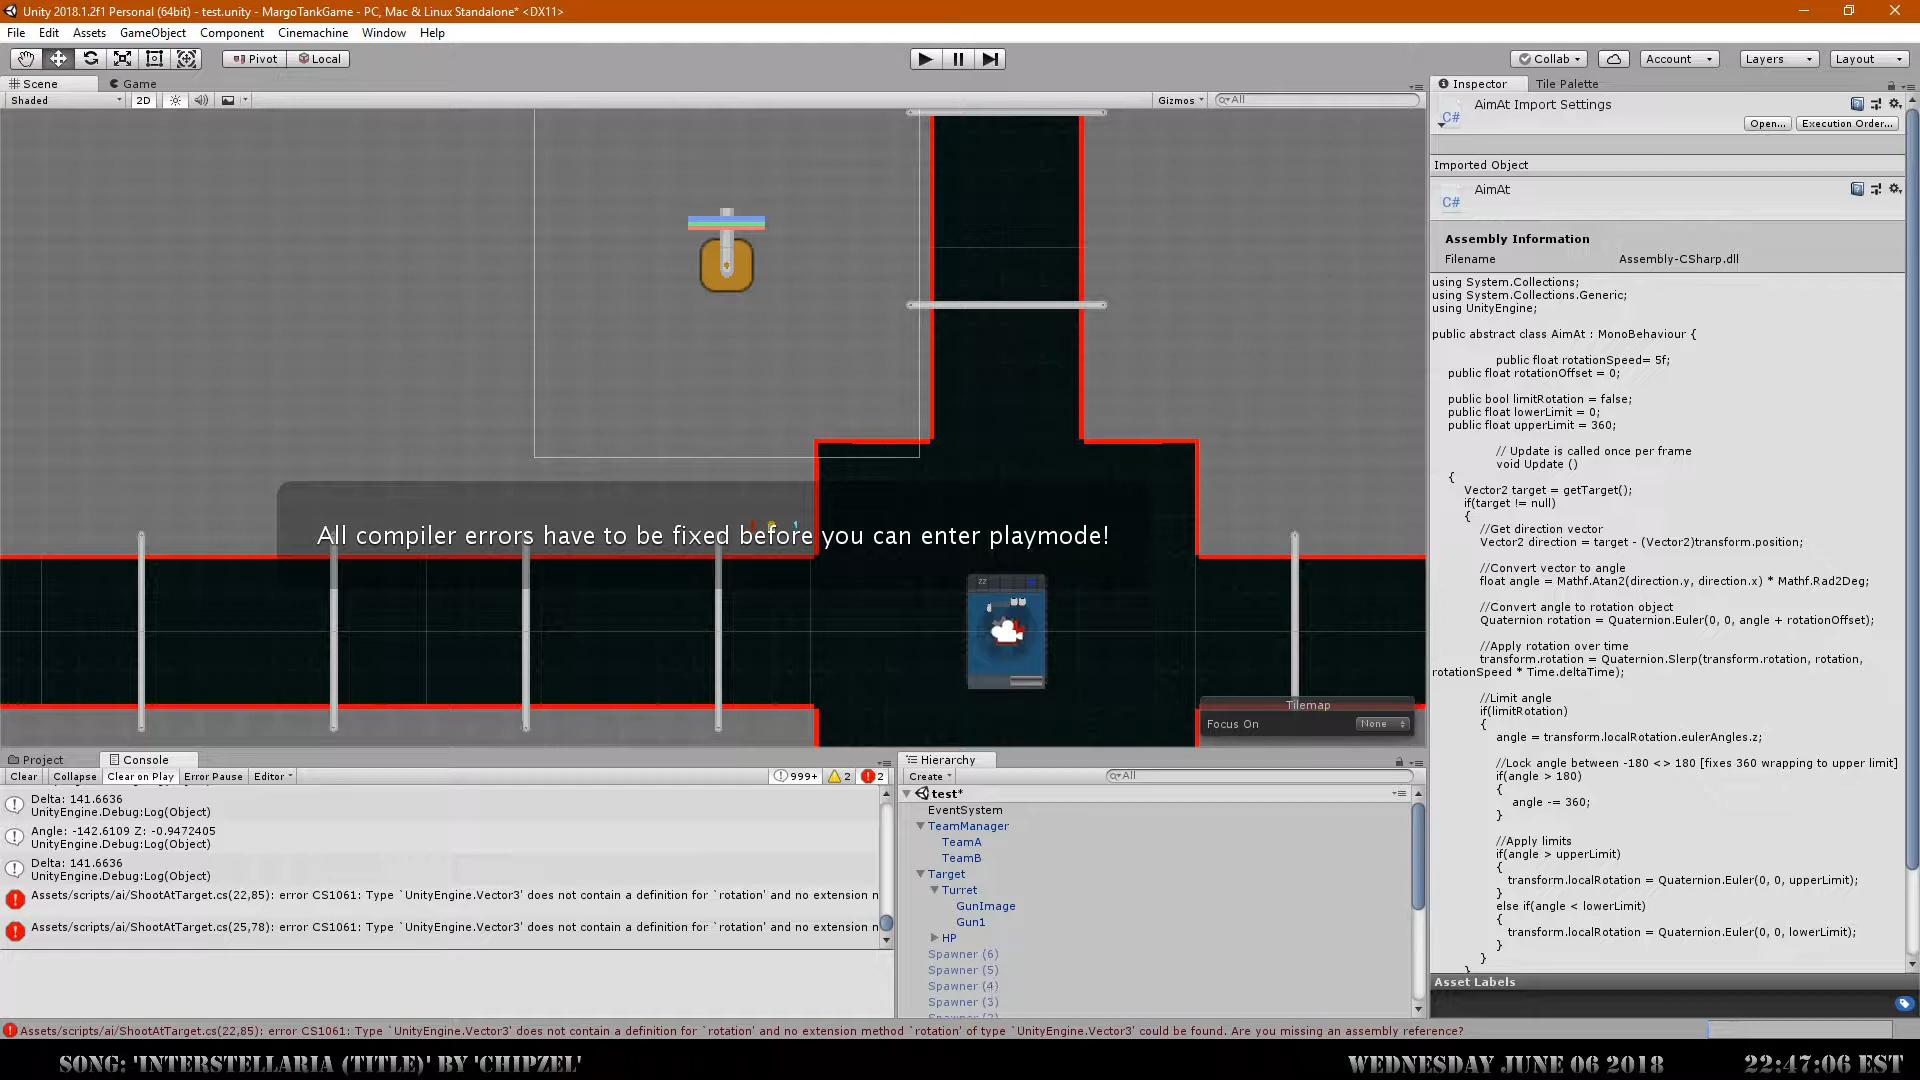 Unity 2018.1.2f1 Personal (64bit) - test.unity - MargoTankGame - PC, Mac & Linux Standalone* <DX11>
File Edit Assets GameObject Component Cinemachine Window Help
Pivot Local Collab Account Layers Layout
Scene Game
Shaded 2D Gizmos All
All compiler errors have to be fixed before you can enter playmode!
zz
Tilemap
Focus On None
Project Console
Clear Collapse Clear on Play Error Pause Editor 999+ 2 2
Delta: 141.6636
UnityEngine.Debug:Log(Object)
Angle: -142.6109 Z: -0.9472405
UnityEngine.Debug:Log(Object)
Delta: 141.6636
UnityEngine.Debug:Log(Object)
Assets/scripts/ai/ShootAtTarget.cs(22,85): error CS1061: Type `UnityEngine.Vector3' does not contain a definition for `rotation' and no extension n
Assets/scripts/ai/ShootAtTarget.cs(25,78): error CS1061: Type `UnityEngine.Vector3' does not contain a definition for `rotation' and no extension n
Hierarchy
Create All
test*
EventSystem
TeamManager
TeamA
TeamB
Target
Turret
GunImage
Gun1
HP
Spawner (6)
Spawner (5)
Spawner (4)
Spawner (3)
Inspector Tile Palette
AimAt Import Settings
C#
Open... Execution Order...
Imported Object
AimAt
C#
Assembly Information
Filename Assembly-CSharp.dll
using System.Collections;
using System.Collections.Generic;
using UnityEngine;
public abstract class AimAt : MonoBehaviour {
public float rotationSpeed= 5f;
public float rotationOffset = 0;
public bool limitRotation = false;
public float lowerLimit = 0;
public float upperLimit = 360;
// Update is called once per frame
void Update ()
{
Vector2 target = getTarget();
if(target != null)
{
//Get direction vector
Vector2 direction = target - (Vector2)transform.position;
//Convert vector to angle
float angle = Mathf.Atan2(direction.y, direction.x) * Mathf.Rad2Deg;
//Convert angle to rotation object
Quaternion rotation = Quaternion.Euler(0, 0, angle + rotationOffset);
//Apply rotation over time
transform.rotation = Quaternion.Slerp(transform.rotation, rotation,
rotationSpeed * Time.deltaTime);
//Limit angle
if(limitRotation)
{
angle = transform.localRotation.eulerAngles.z;
//Lock angle between -180 <> 180 [fixes 360 wrapping to upper limit]
if(angle > 180)
{
angle -= 360;
}
//Apply limits
if(angle > upperLimit)
{
transform.localRotation = Quaternion.Euler(0, 0, upperLimit);
}
else if(angle < lowerLimit)
{
transform.localRotation = Quaternion.Euler(0, 0, lowerLimit);
}
}
}
Asset Labels
Assets/scripts/ai/ShootAtTarget.cs(22,85): error CS1061: Type `UnityEngine.Vector3' does not contain a definition for `rotation' and no extension method `rotation' of type `UnityEngine.Vector3' could be found. Are you missing an assembly reference?
SONG: 'INTERSTELLARIA (TITLE)' BY 'CHIPZEL' WEDNESDAY JUNE 06 2018 22:47:06 EST